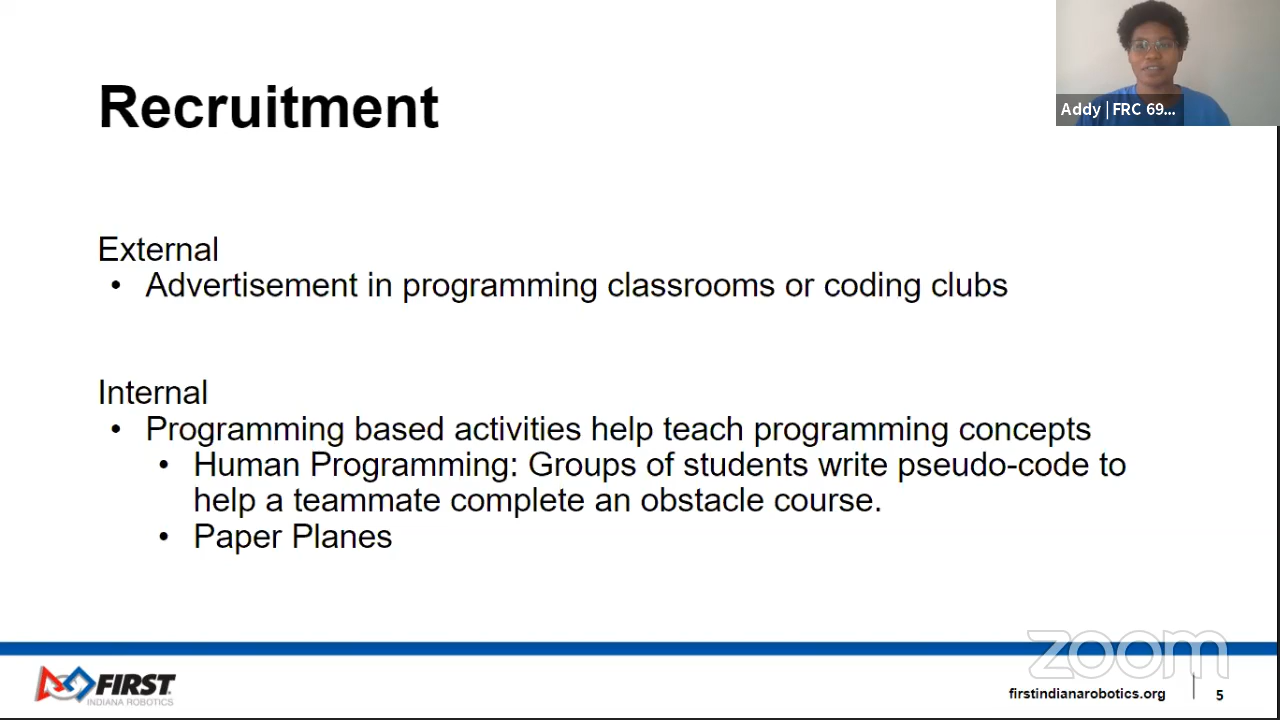 Recruitment
Addy | FRC 69...
External
• Advertisement in programming classrooms or coding clubs
Internal
• Programming based activities help teach programming concepts
• Human Programming: Groups of students write pseudo-code to
help a teammate complete an obstacle course.
• Paper Planes
zoom
FIRST
INDIANA ROBOTICS
firstindianarobotics.org
5